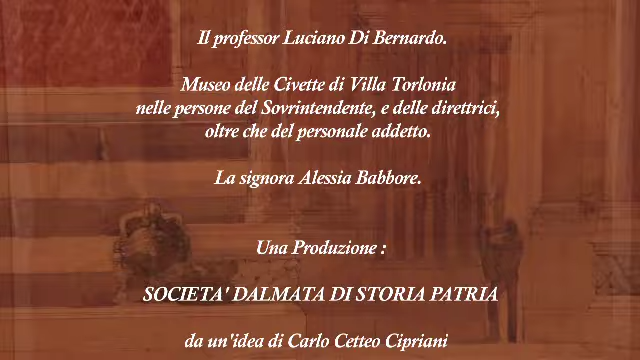 Il professor Luciano Di Bernardo.
Museo delle Civette di Villa Torlonia
nelle persone del Sovrintendente, e delle direttrici,
oltre che del personale addetto.
La signora Alessia Babbore.
Una Produzione :
SOCIETA' DALMATA DI STORIA PATRIA
da un'idea di Carlo Cetteo Cipriani